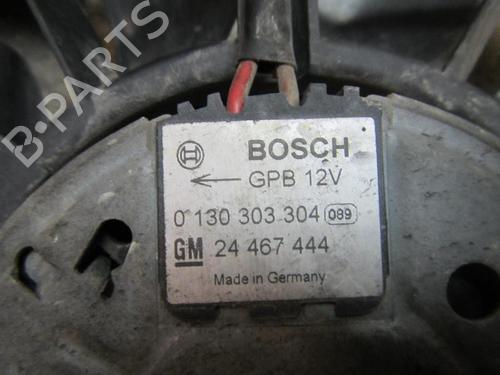 B-PARTS
BOSCH
← GPB 12V
0 130 303 304 089
GM 24 467 444
Made in Germany